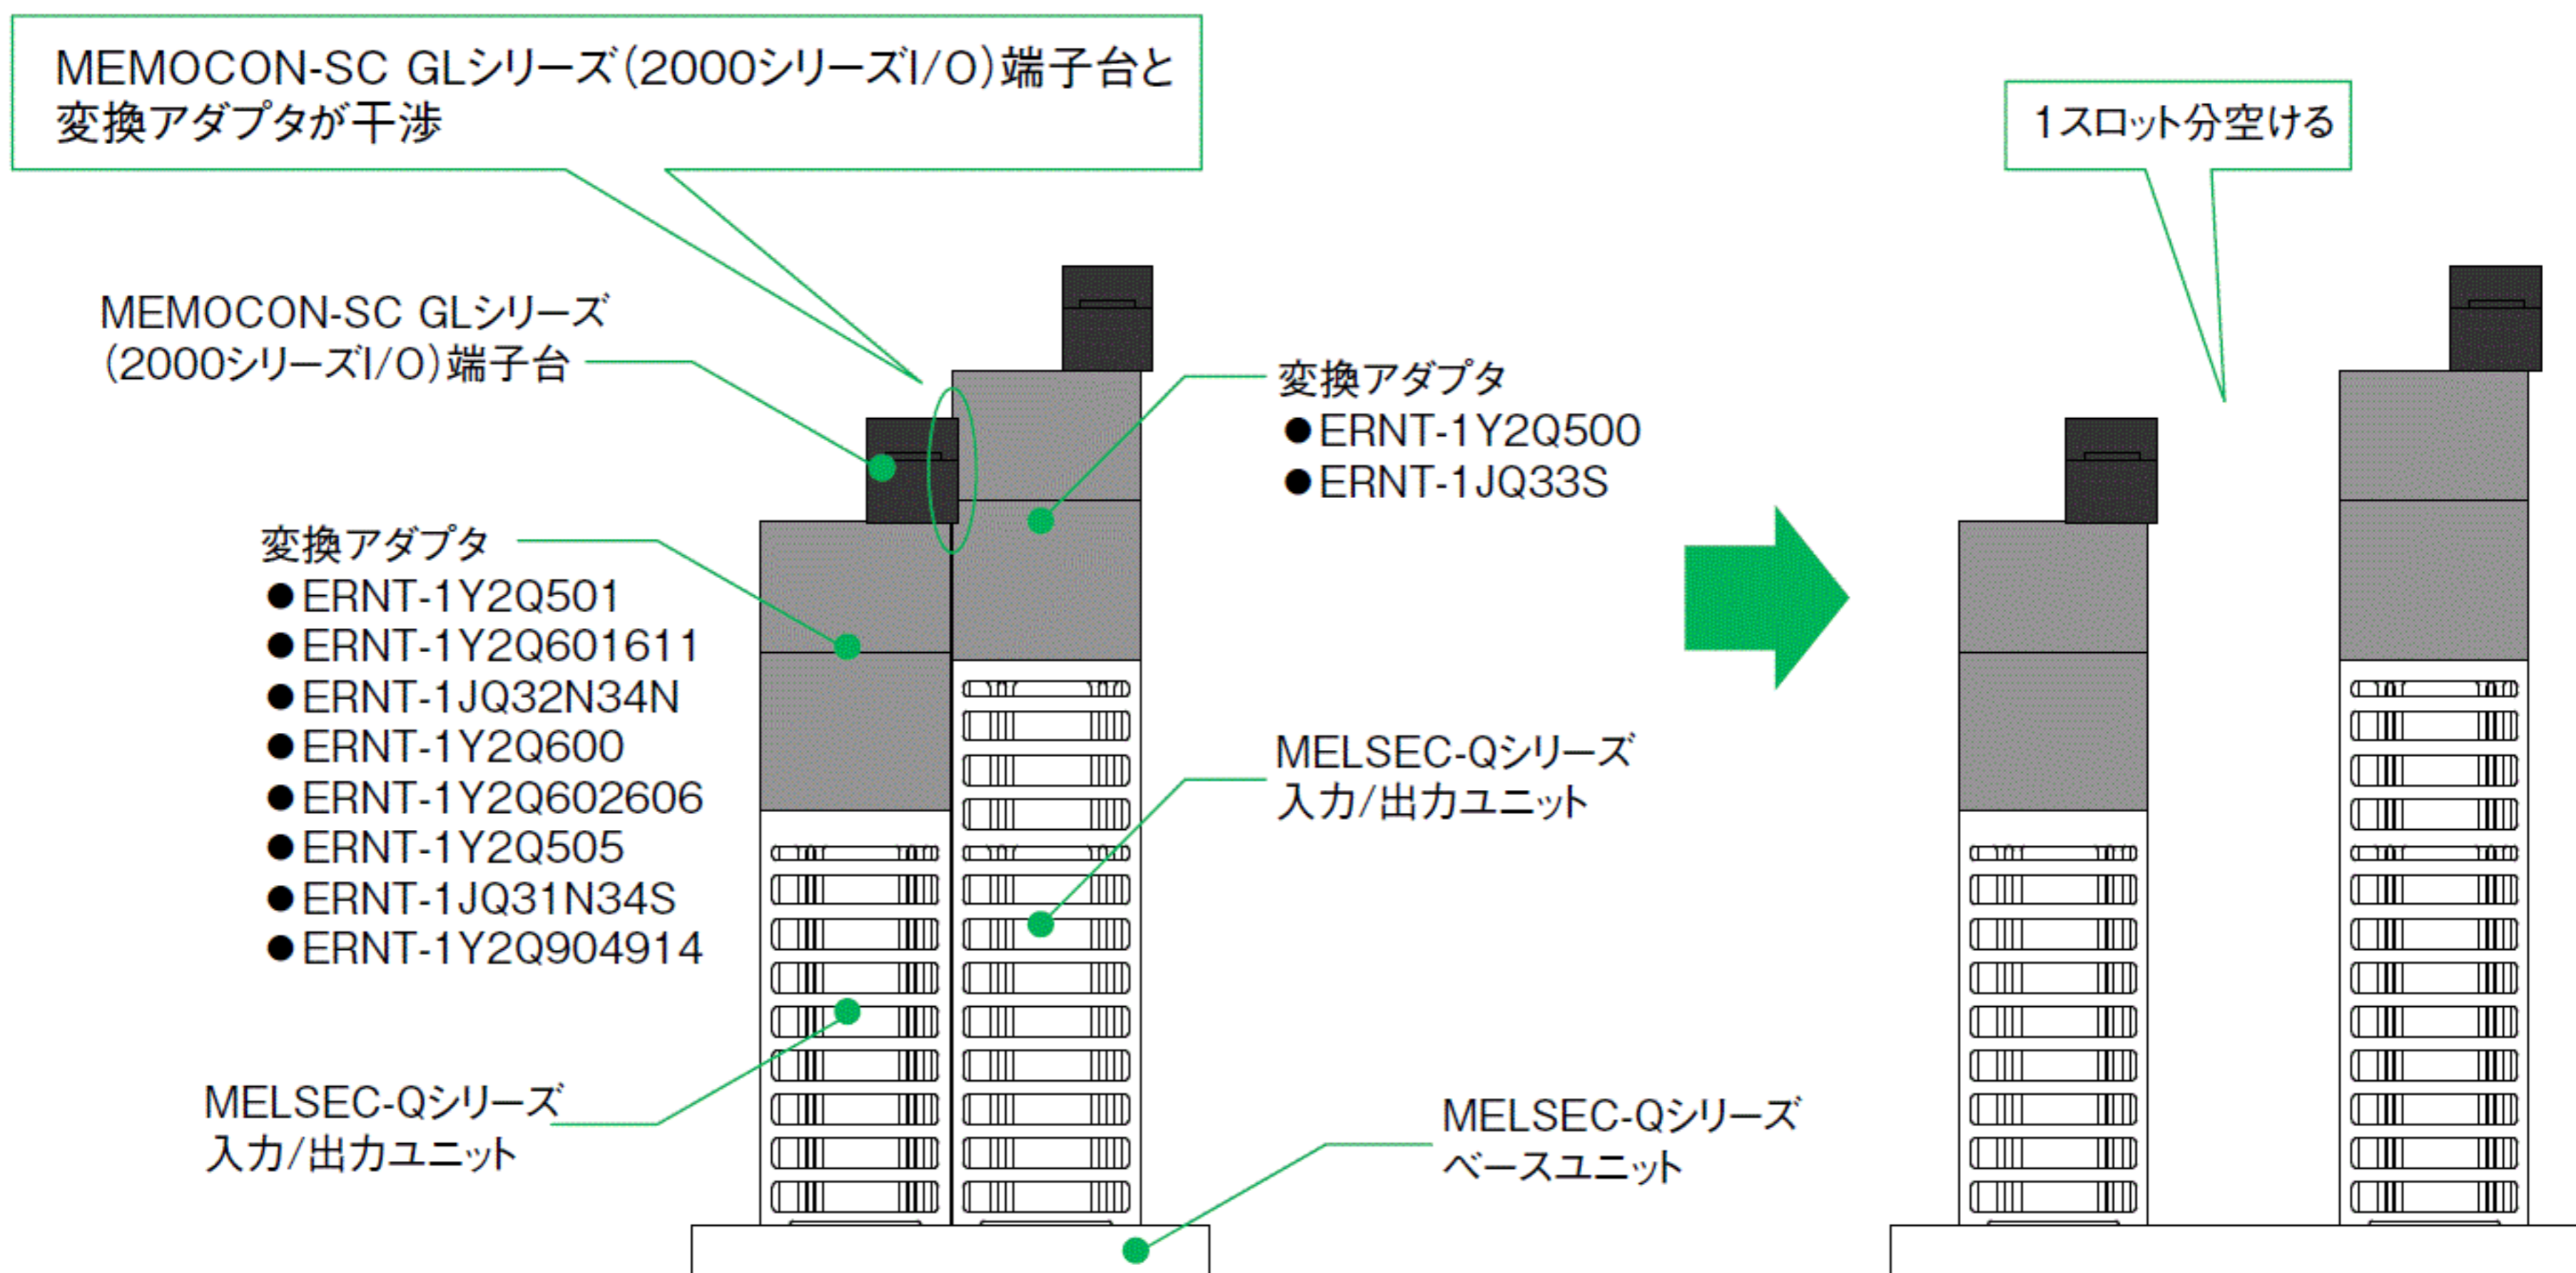 MEMOCON-SC GLシリーズ(2000シリーズI/O)端子台と
変換アダプタが干渉
1スロット分空ける
MEMOCON-SC GLシリーズ
(2000シリーズI/O)端子台
変換アダプタ
●ERNT-1Y2Q500
●ERNT-1JQ33S
変換アダプタ
●ERNT-1Y2Q501
●ERNT-1Y2Q601611
●ERNT-1JQ32N34N
●ERNT-1Y2Q600
●ERNT-1Y2Q602606
●ERNT-1Y2Q505
●ERNT-1JQ31N34S
●ERNT-1Y2Q904914
MELSEC-Qシリーズ
入力/出力ユニット
MELSEC-Qシリーズ
入力/出力ユニット
MELSEC-Qシリーズ
ベースユニット